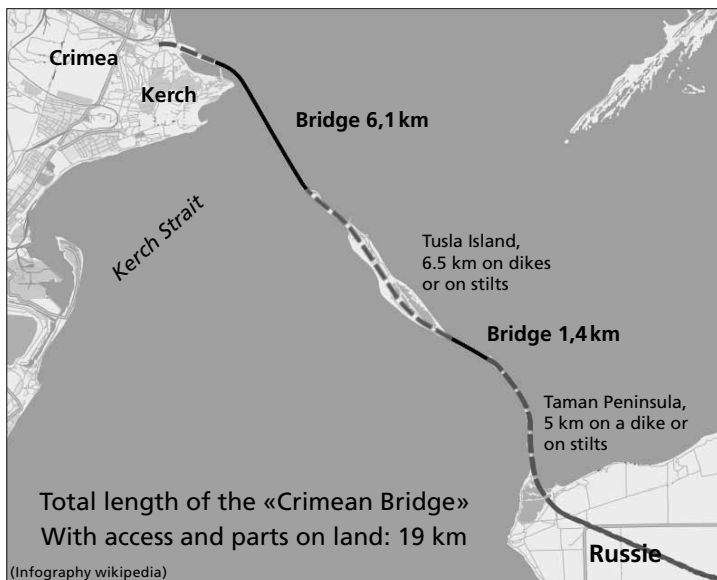 Crimea
Kerch
Bridge 6,1 km
Kerch Strait
Tusla Island,
6.5 km on dikes
or on stilts
Bridge 1,4 km
Taman Peninsula,
5 km on a dike or
on stilts
Total length of the «Crimean Bridge»
With access and parts on land: 19 km
Russie
(Infography wikipedia)